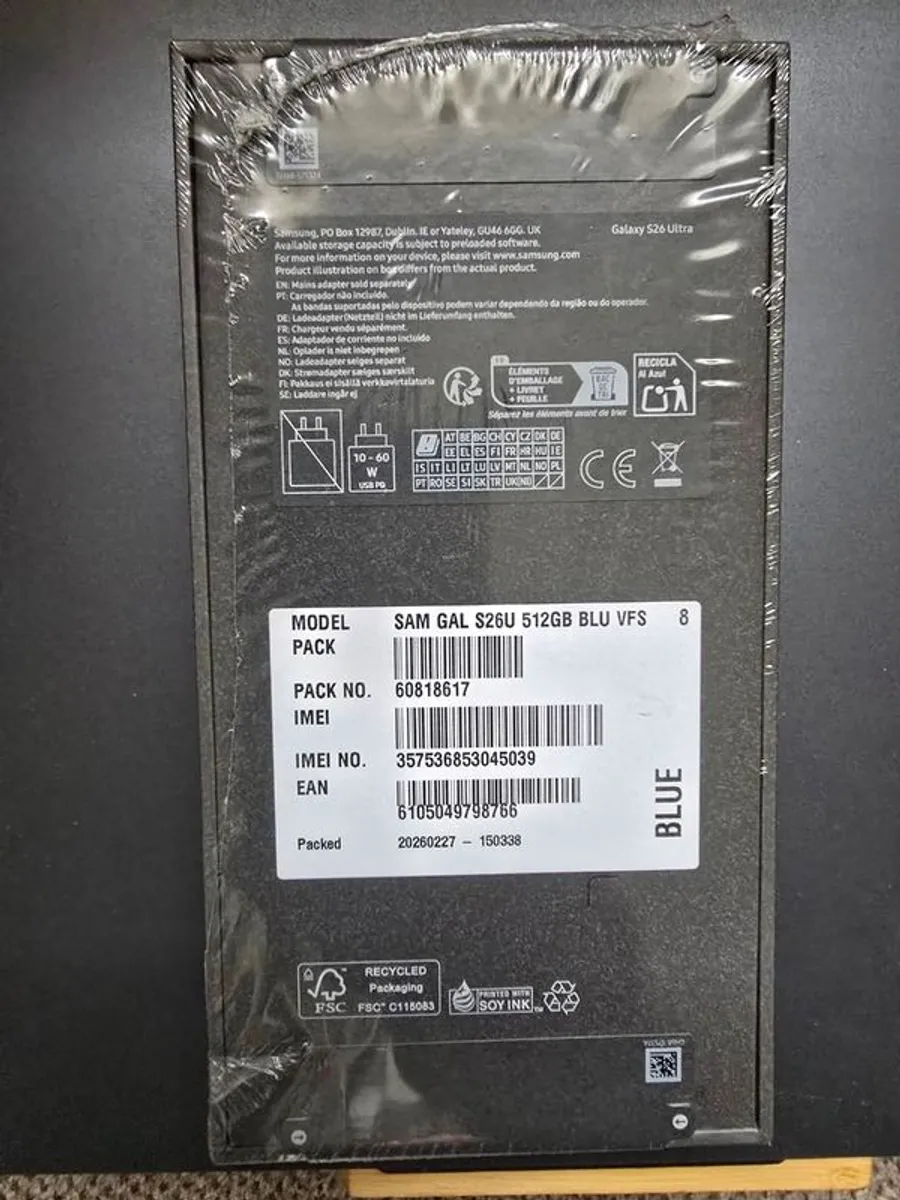 Samsung, PO Box 12987, Dublin. IE or Yateley, GU46 6GG. UK
Galaxy S26 Ultra
Available storage capacity is subject to preloaded software.
For more information on your device, please visit www.samsung.com
Product illustration on box differs from the actual product.
EN: Mains adapter sold separately
PT: Carregador não incluído.
As bandas suportadas pelo dispositivo podem variar dependendo da região ou do operador.
DE: Ladeadapter (Netzteil) nicht im Lieferumfang enthalten.
FR: Chargeur vendu séparément.
ES: Adaptador de corriente no incluido
NL: Oplader is niet inbegrepen
NO: Ladeadapter selges separat
DK: Strømadapter sælges særskilt
FI: Pakkaus ei sisällä verkkovirtalaturia
SE: Laddare ingår ej
FR
ÉLÉMENTS
D'EMBALLAGE
+ LIVRET
+ FEUILLE
BAC
DE
TRI
Séparez les éléments avant de trier
RECICLA
Al Azul
10 - 60
W
USB PD
AT BE BG CH CY CZ DK DE
EE EL ES FI FR HR HU IE
IS IT LI LT LU LV MT NL NO PL
PT RO SE SI SK TR UK(NI)
CE
MODEL SAM GAL S26U 512GB BLU VFS 8
PACK
PACK NO. 60818617
IMEI
IMEI NO. 357536853045039
EAN
6105049798766
Packed 20260227 - 150338
BLUE
FSC
RECYCLED
Packaging
FSC™ C115083
PRINTED WITH
SOY INK™